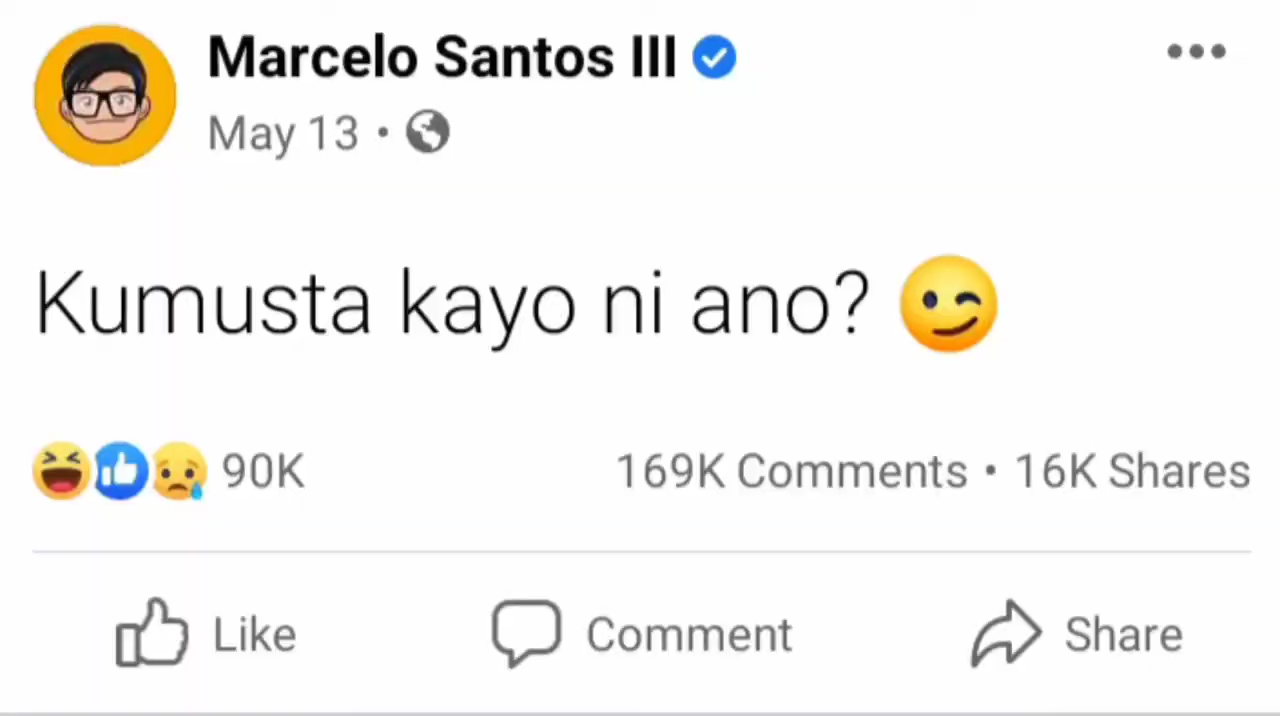 Marcelo Santos III
May 13 •
Kumusta kayo ni ano? 😉
90K 169K Comments • 16K Shares
Like Comment Share